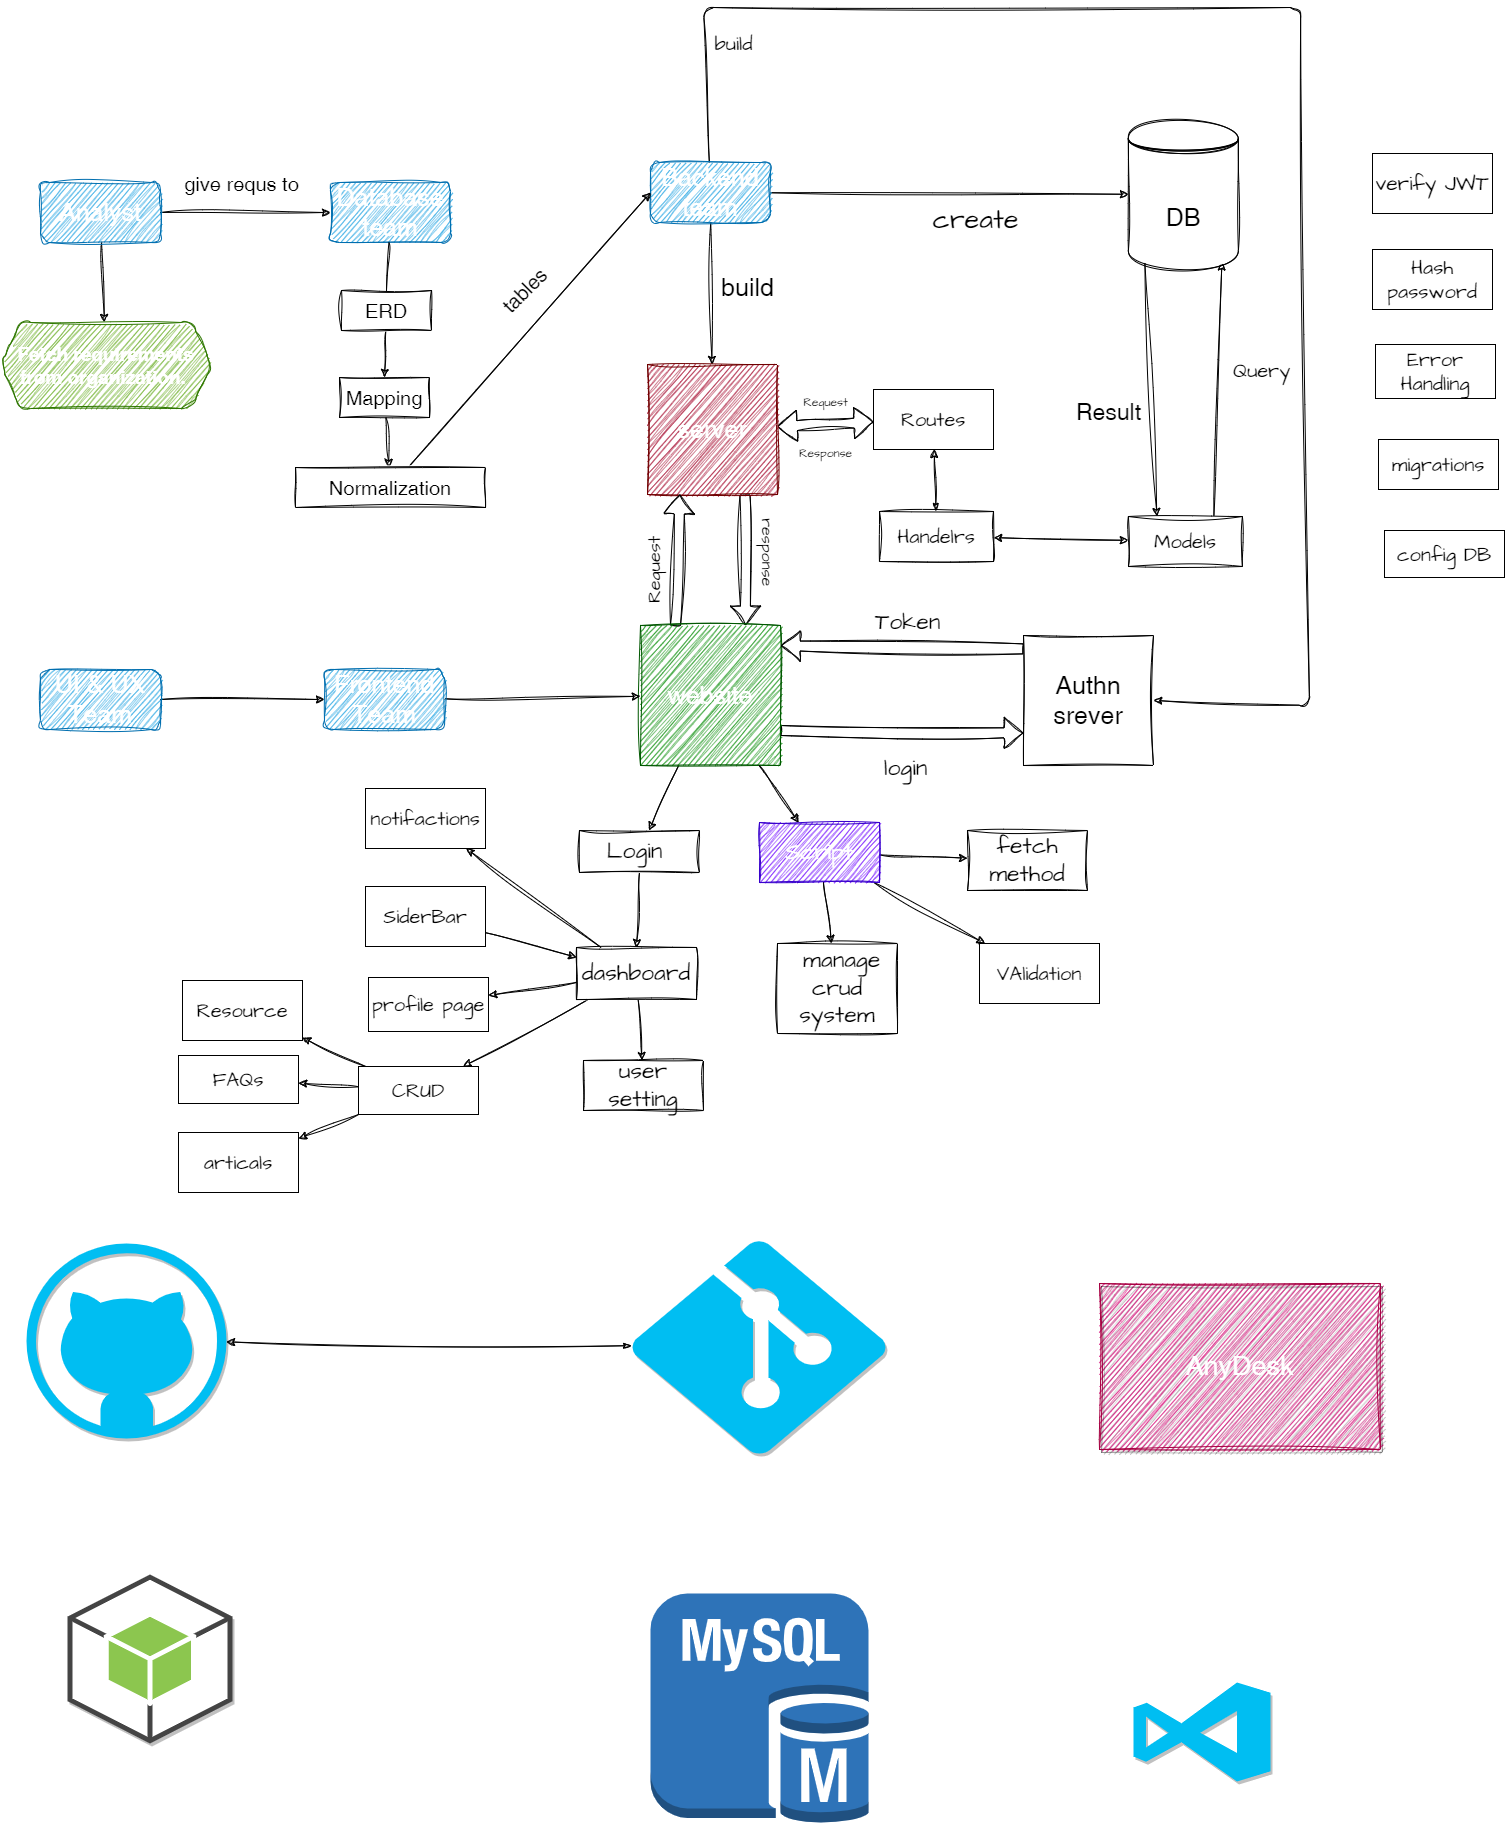 build
give requs to
Analyst
Database
team
Backend
team
create
DB
verify JWT
Hash
password
Error
Handling
migrations
config DB
Fetch requirements
from organization.
ERD
Mapping
Normalization
tables
build
server
Request
Response
Routes
Handelrs
Models
Result
Query
Request
response
UI & UX
Team
Frontend
Team
website
Token
login
Authn
srever
notifactions
SiderBar
profile page
Resource
FAQs
articals
CRUD
Login
dashboard
user
setting
Script
fetch
method
manage
crud
system
VAlidation
AnyDesk
MySQL
M